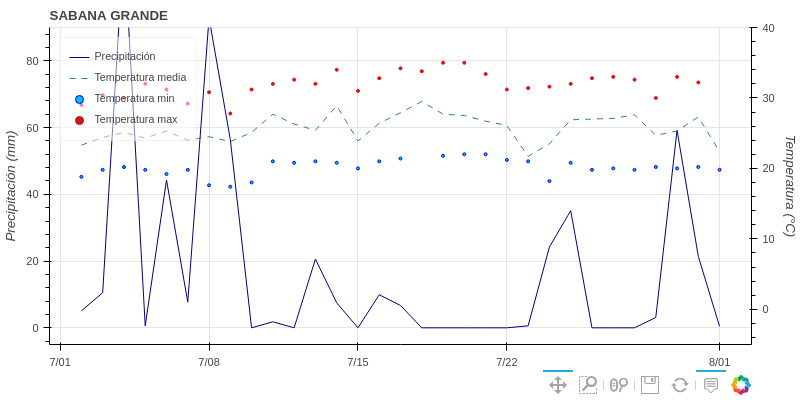 SABANA GRANDE
Precipitación
Temperatura media
Temperatura min
Temperatura max
80
60
40
20
0
Precipitación (mm)
40
30
20
10
0
Temperatura (°C)
7/01
7/08
7/15
7/22
8/01